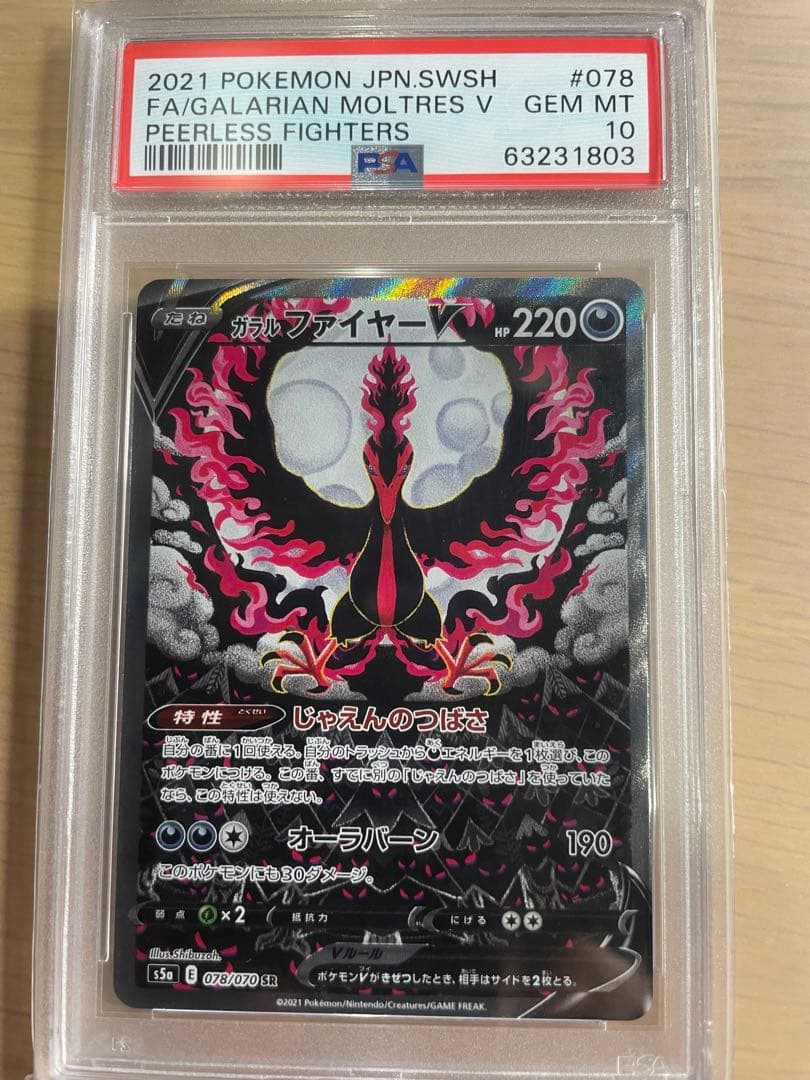 2021 POKEMON JPN.SWSH #078
FA/GALARIAN MOLTRES V GEM MT
PEERLESS FIGHTERS 10
PSA 63231803
たね ガラル ファイヤーV HP 220
特性 とくせい じゃえんのつばさ
自分の番に1回使える。自分のトラッシュからエネルギーを1枚選び、この
ポケモンにつける。この番、すでに別の「じゃえんのつばさ」を使っていた
なら、この特性は使えない。
オーラバーン 190
このポケモンにも30ダメージ。
弱点 ×2 抵抗力 にげる
Illus. Shibuzoh.
Vルール
s5a E 078/070 SR ポケモンVがきぜつしたとき、相手はサイドを2枚とる。
©2021 Pokémon/Nintendo/Creatures/GAME FREAK.
PSA